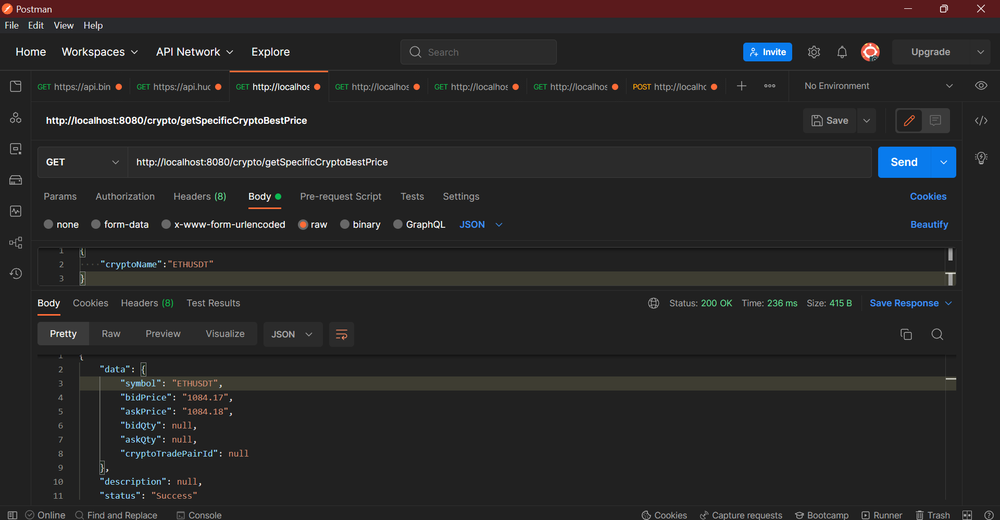 Postman
File Edit View Help
Home Workspaces API Network Explore Search Invite Upgrade
GET https://api.bin GET https://api.huc GET http://localhos GET http://localhos GET http://localhos GET http://localhos POST http://localhc No Environment
http://localhost:8080/crypto/getSpecificCryptoBestPrice Save
GET http://localhost:8080/crypto/getSpecificCryptoBestPrice Send
Params Authorization Headers (8) Body Pre-request Script Tests Settings Cookies
none form-data x-www-form-urlencoded raw binary GraphQL JSON Beautify
1 {
2 ····"cryptoName":"ETHUSDT"
3 }
Body Cookies Headers (8) Test Results Status: 200 OK Time: 236 ms Size: 415 B Save Response
Pretty Raw Preview Visualize JSON
1 {
2 "data": {
3 "symbol": "ETHUSDT",
4 "bidPrice": "1084.17",
5 "askPrice": "1084.18",
6 "bidQty": null,
7 "askQty": null,
8 "cryptoTradePairId": null
9 },
10 "description": null,
11 "status": "Success"
Online Find and Replace Console Cookies Capture requests Bootcamp Runner Trash